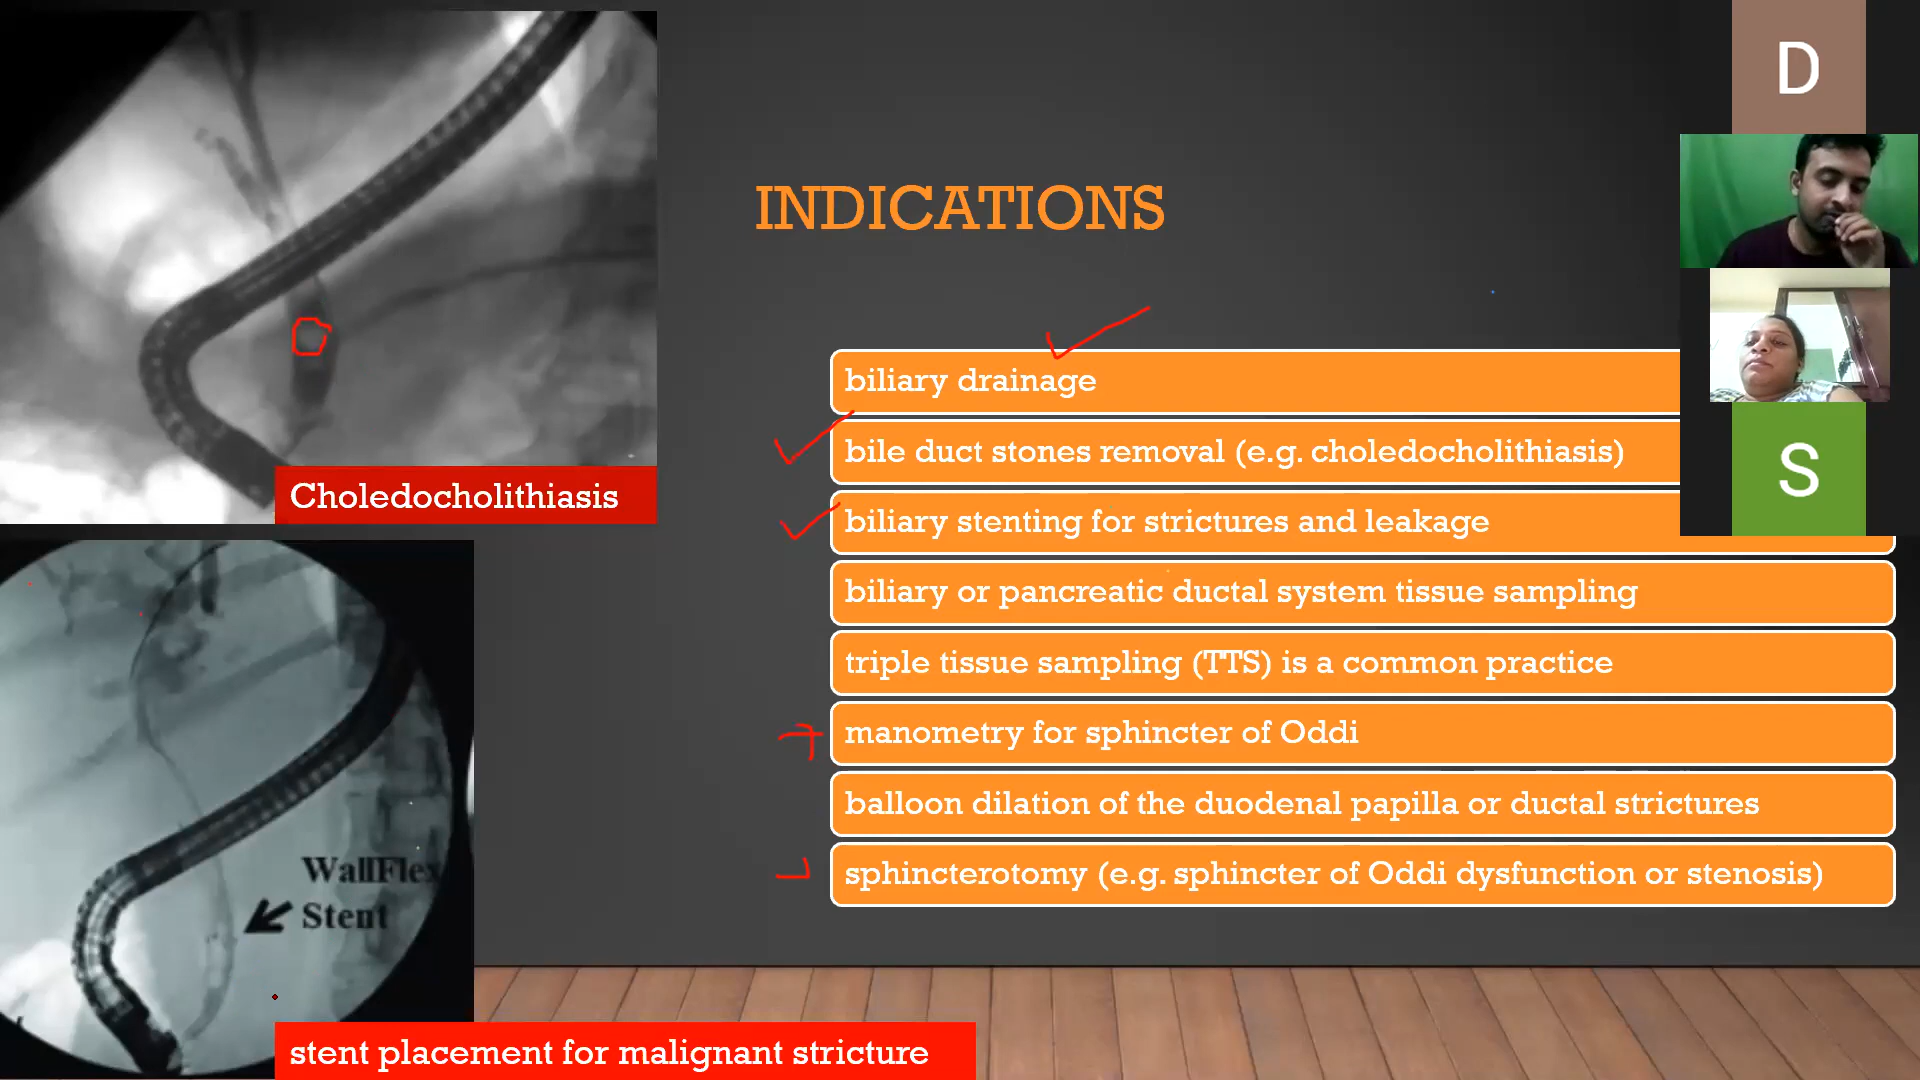 D
INDICATIONS
biliary drainage
bile duct stones removal (e.g. choledocholithiasis)
biliary stenting for strictures and leakage
S
Choledocholithiasis
biliary or pancreatic ductal system tissue sampling
triple tissue sampling (TTS) is a common practice
manometry for sphincter of Oddi
balloon dilation of the duodenal papilla or ductal strictures
sphincterotomy (e.g. sphincter of Oddi dysfunction or stenosis)
WallFlex
Stent
stent placement for malignant stricture